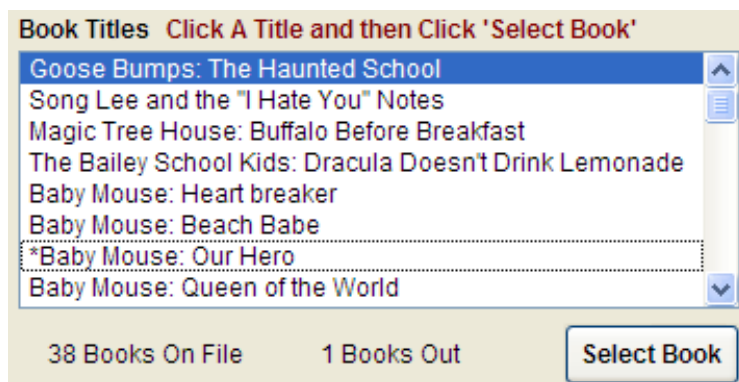 Book Titles Click A Title and then Click 'Select Book'
Goose Bumps: The Haunted School
Song Lee and the "I Hate You" Notes
Magic Tree House: Buffalo Before Breakfast
The Bailey School Kids: Dracula Doesn't Drink Lemonade
Baby Mouse: Heart breaker
Baby Mouse: Beach Babe
*Baby Mouse: Our Hero
Baby Mouse: Queen of the World
38 Books On File 1 Books Out Select Book